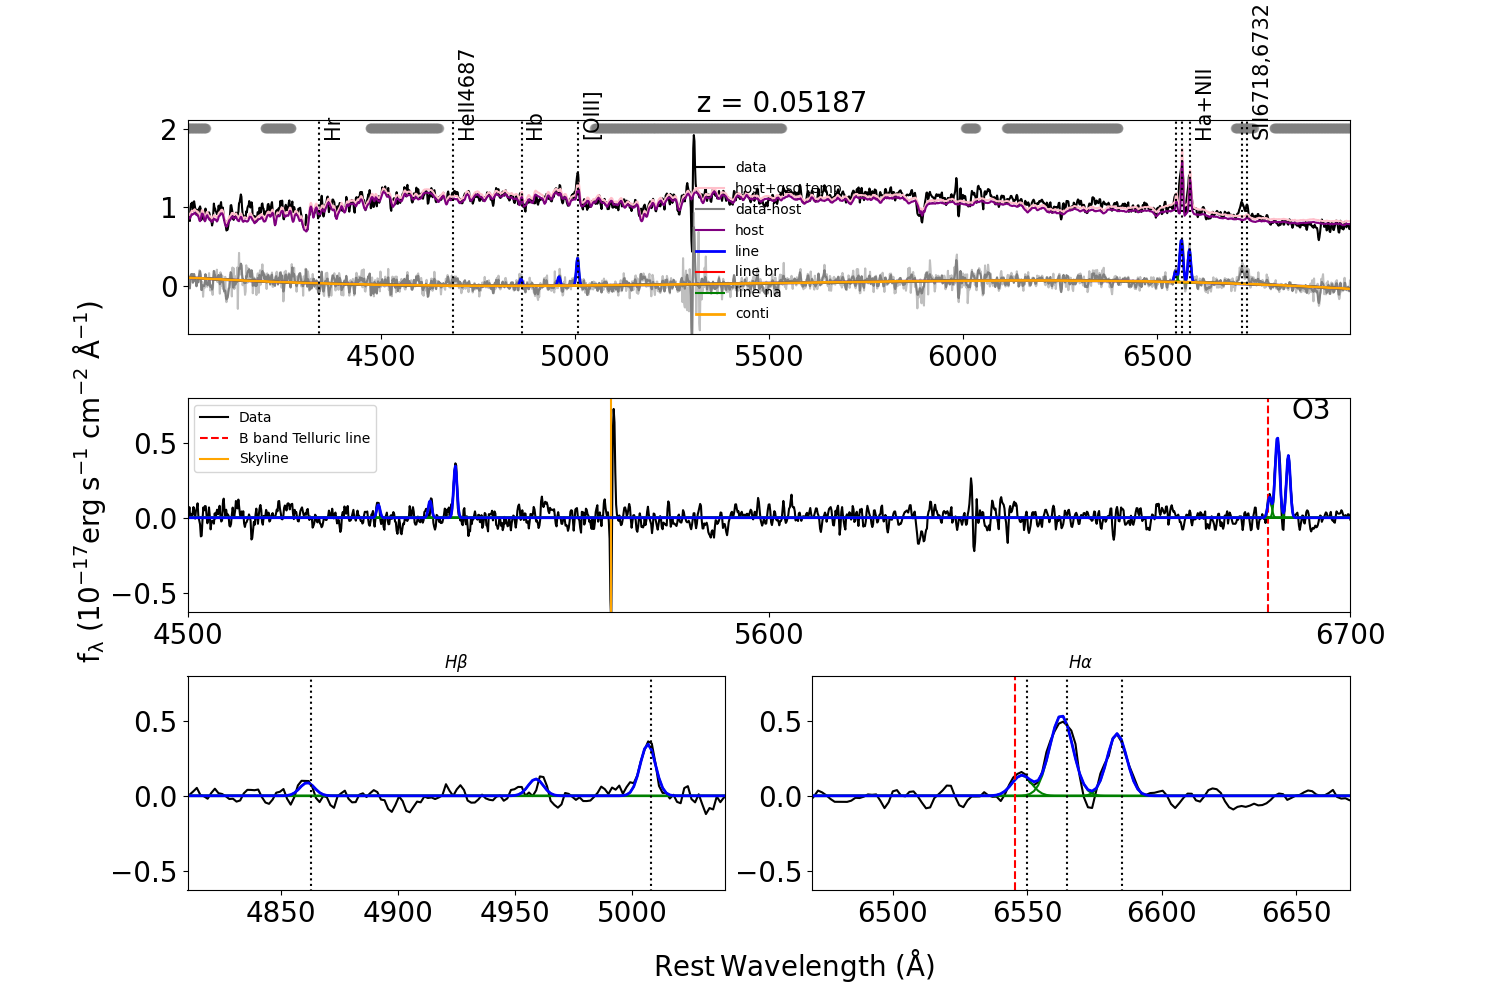 z = 0.05187
Hr
HeII4687
Hb
[OIII]
Ha+NII
SII6718,6732
2
1
0
data
host+qso temp
data-host
host
line
line br
line na
conti
4500 5000 5500 6000 6500
fλ (10⁻¹⁷erg s⁻¹ cm⁻² Å⁻¹)
0.5
0.0
−0.5
Data
B band Telluric line
Skyline
O3
4500 5600 6700
Hβ
0.5
0.0
−0.5
4850 4900 4950 5000
Hα
0.5
0.0
−0.5
6500 6550 6600 6650
Rest Wavelength (Å)